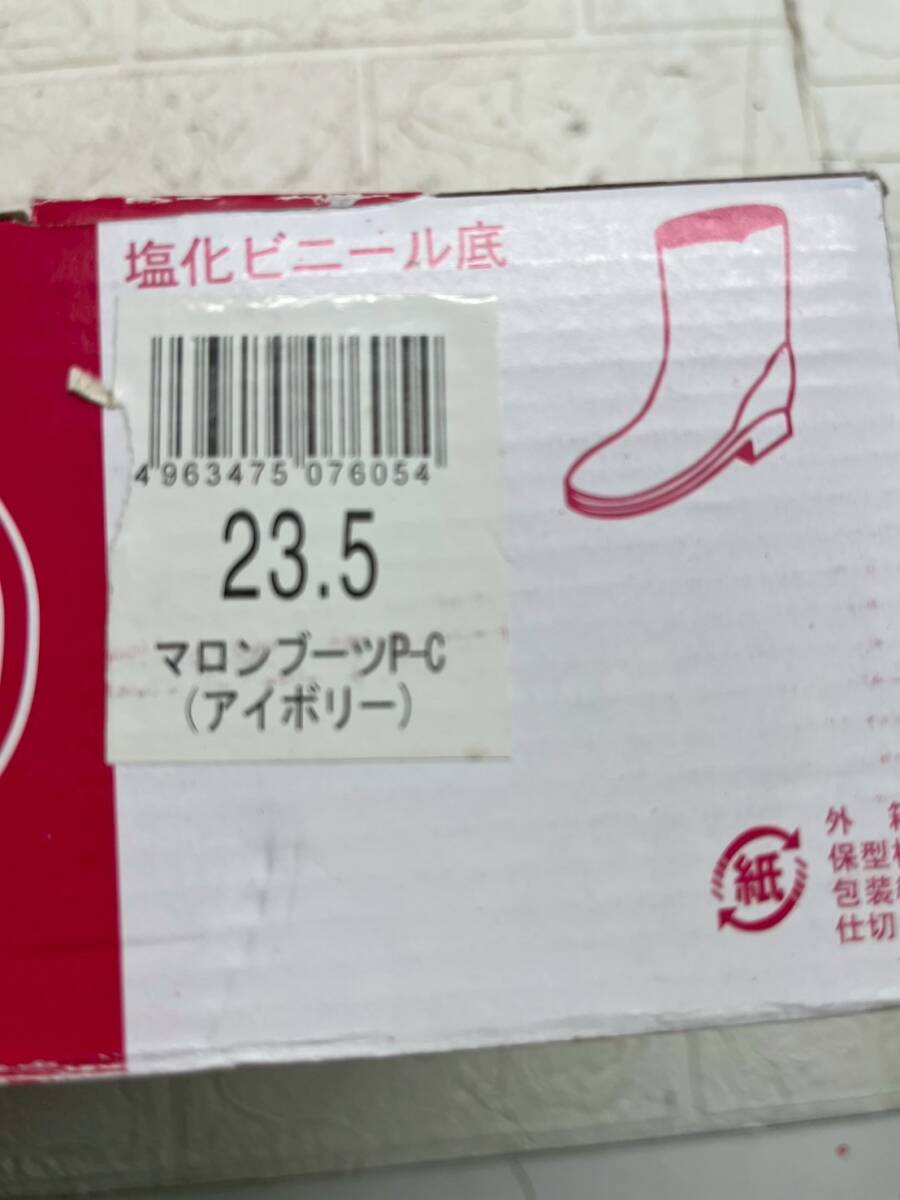 塩化ビニール底
4963475 076054
23.5
マロンブーツP-C
(アイボリー)
紙
外
保型
包装
仕切